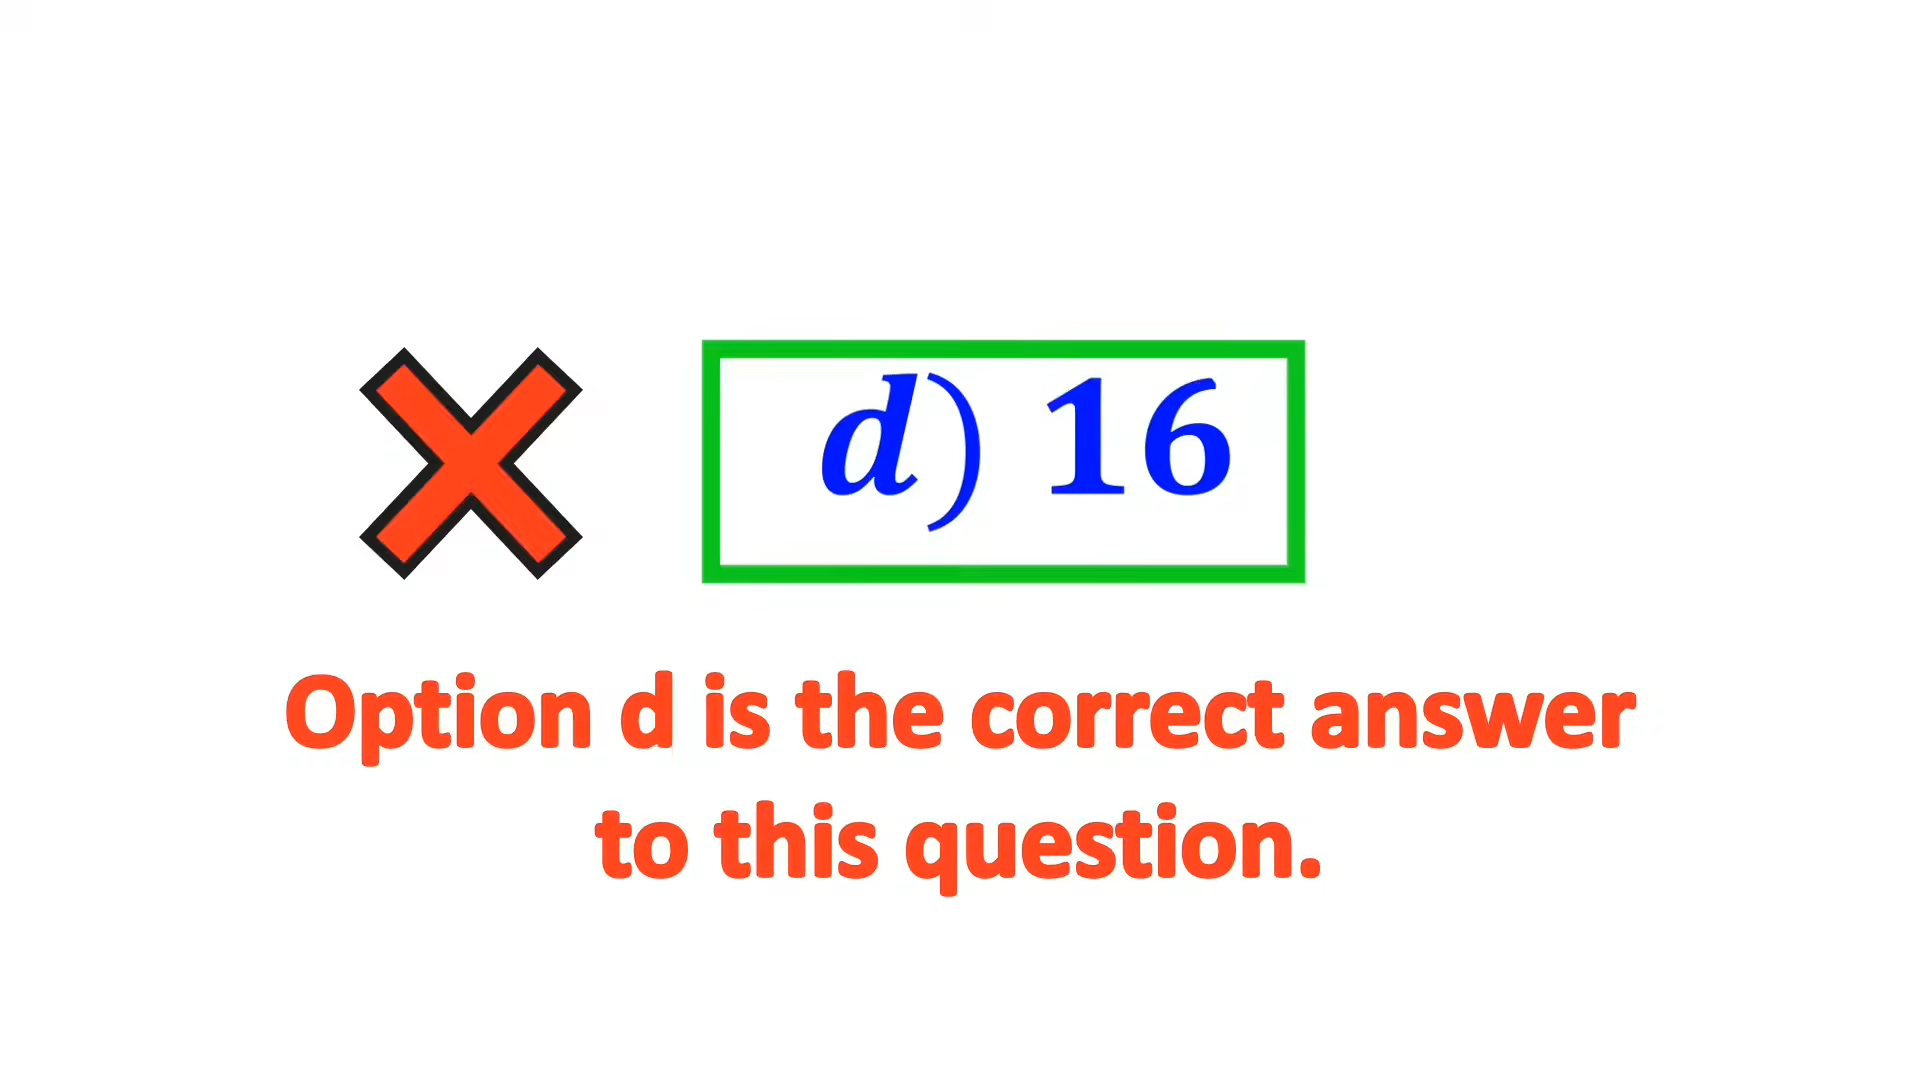 d) 16
Option d is the correct answer
to this question.